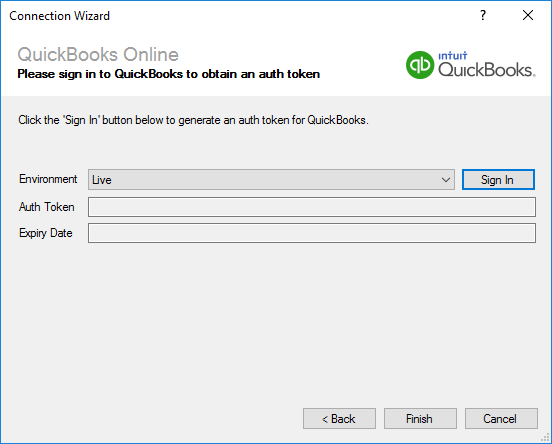 Connection Wizard ?
QuickBooks Online
Please sign in to QuickBooks to obtain an auth token
qb intuit QuickBooks.
Click the 'Sign In' button below to generate an auth token for QuickBooks.
Environment Live Sign In
Auth Token
Expiry Date
< Back Finish Cancel